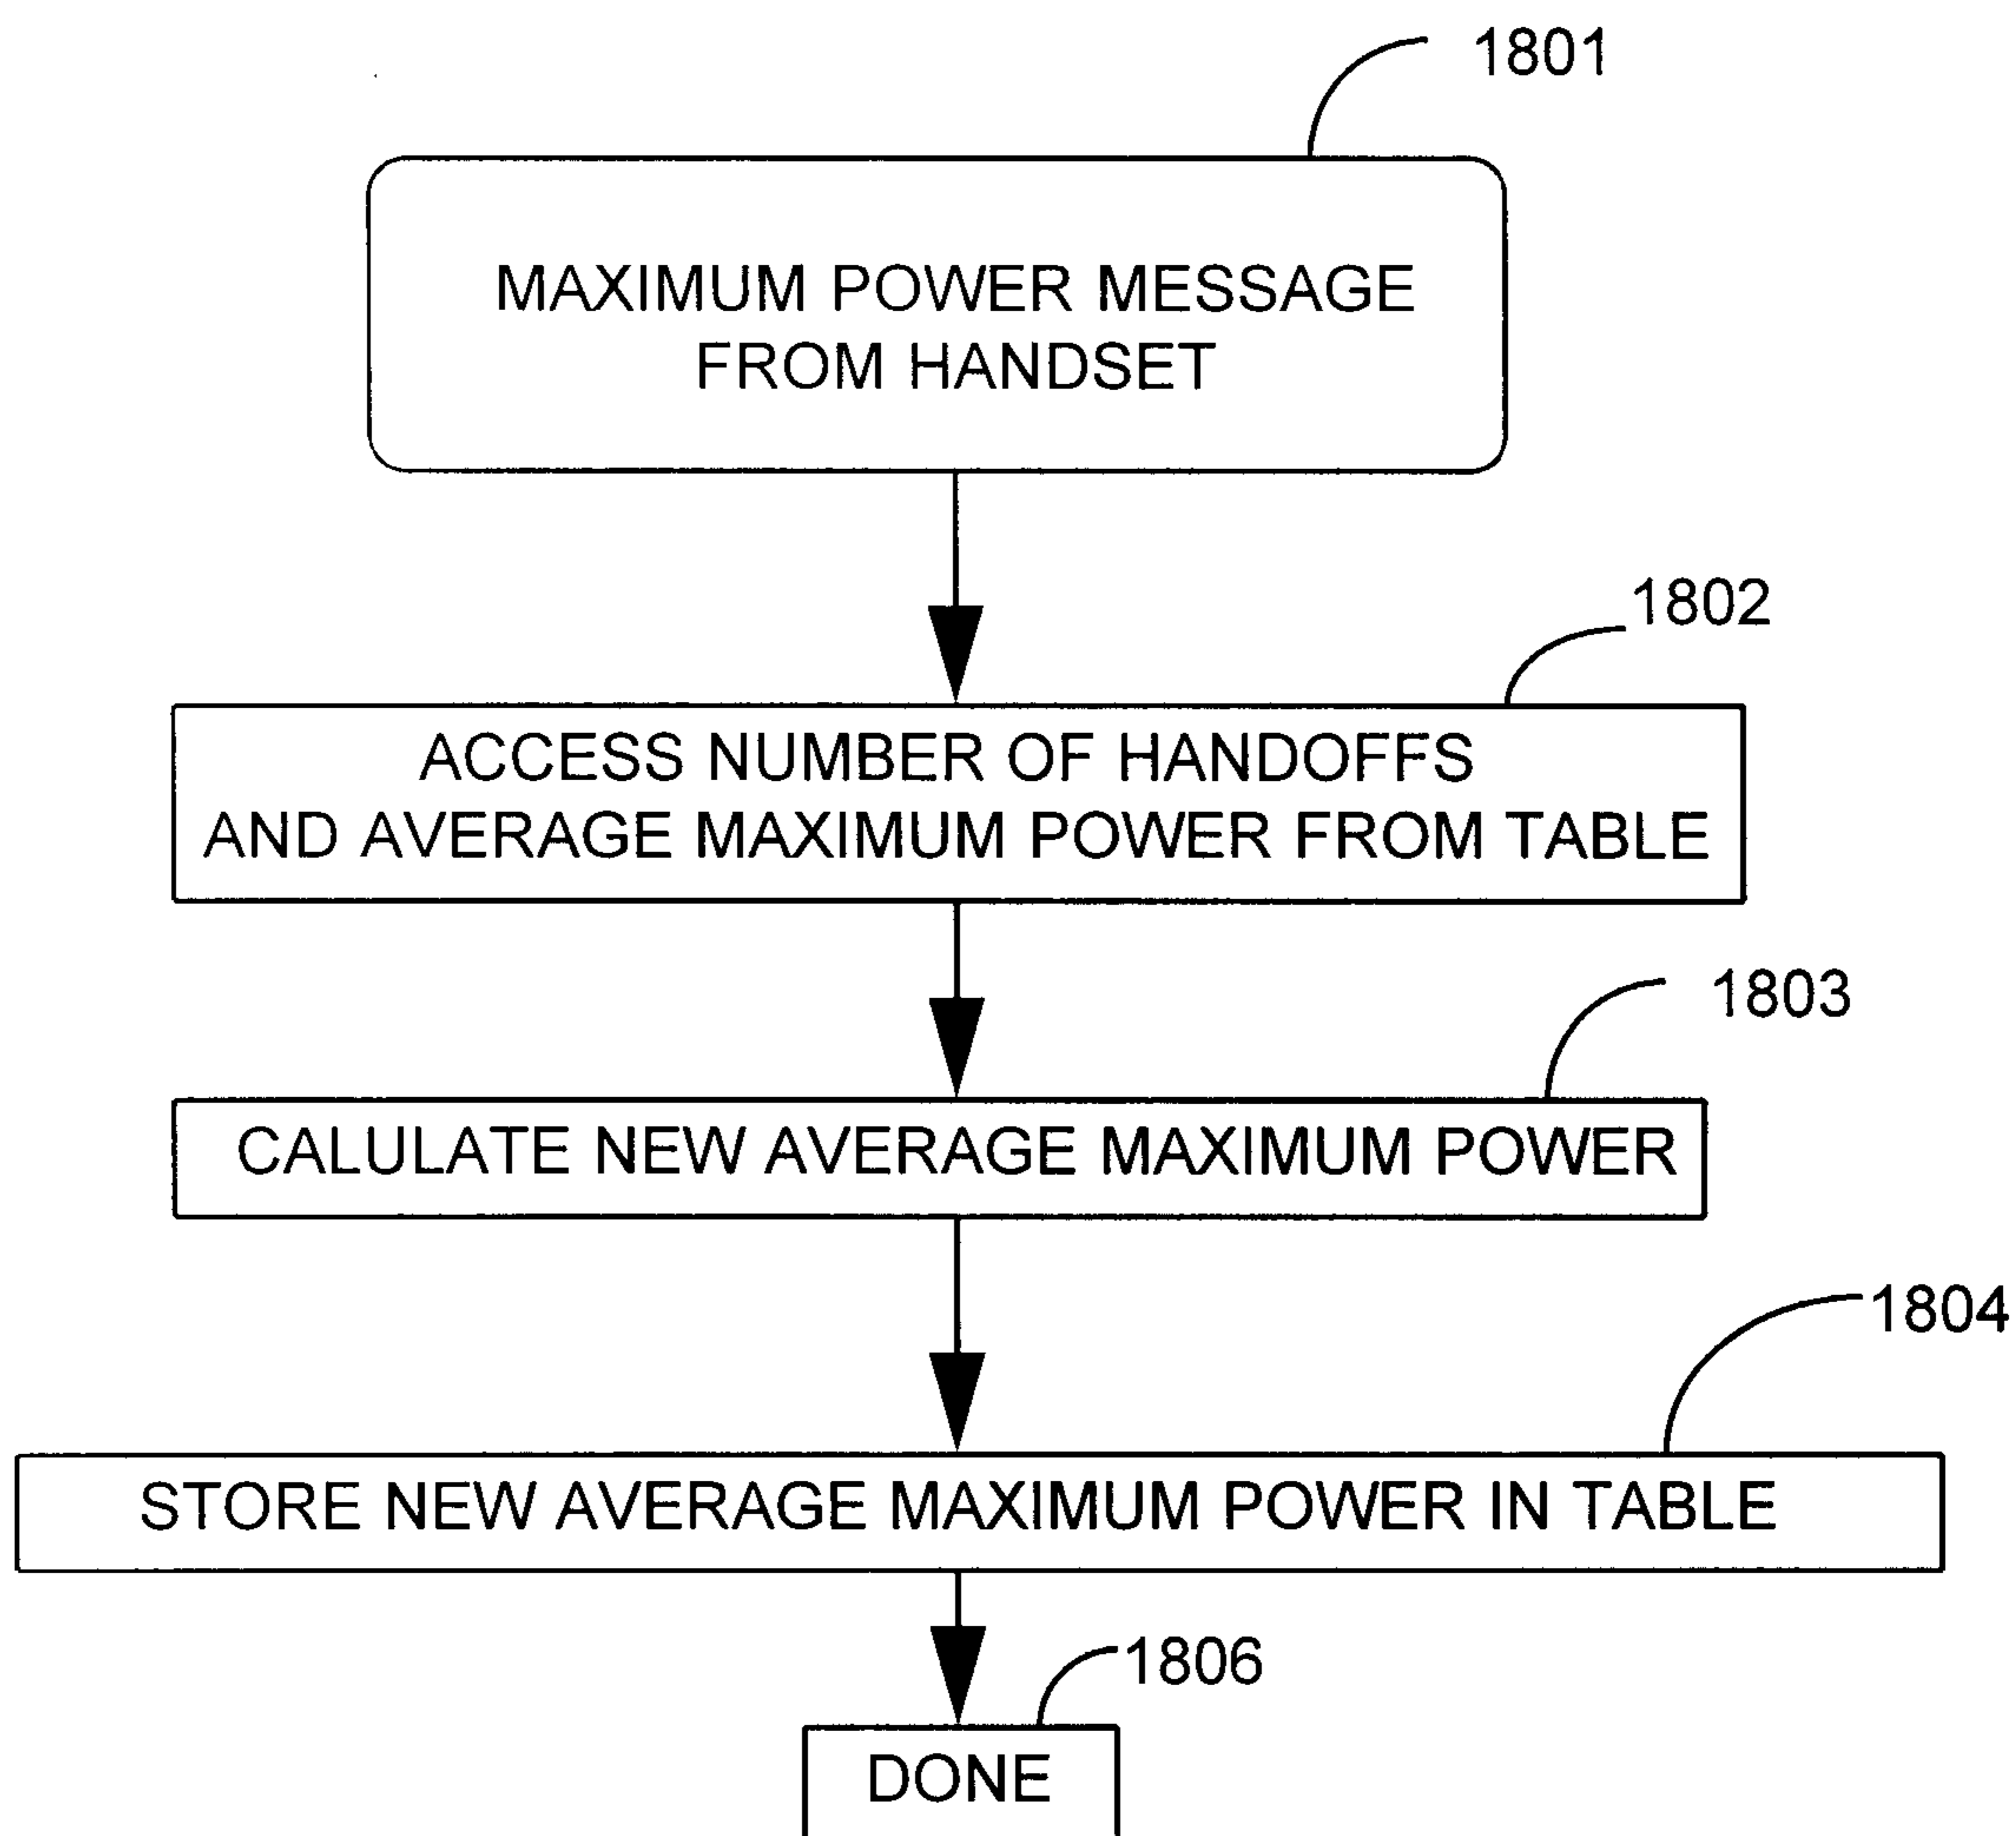 1801
MAXIMUM POWER MESSAGE
FROM HANDSET
1802
ACCESS NUMBER OF HANDOFFS
AND AVERAGE MAXIMUM POWER FROM TABLE
1803
CALULATE NEW AVERAGE MAXIMUM POWER
1804
STORE NEW AVERAGE MAXIMUM POWER IN TABLE
1806
DONE